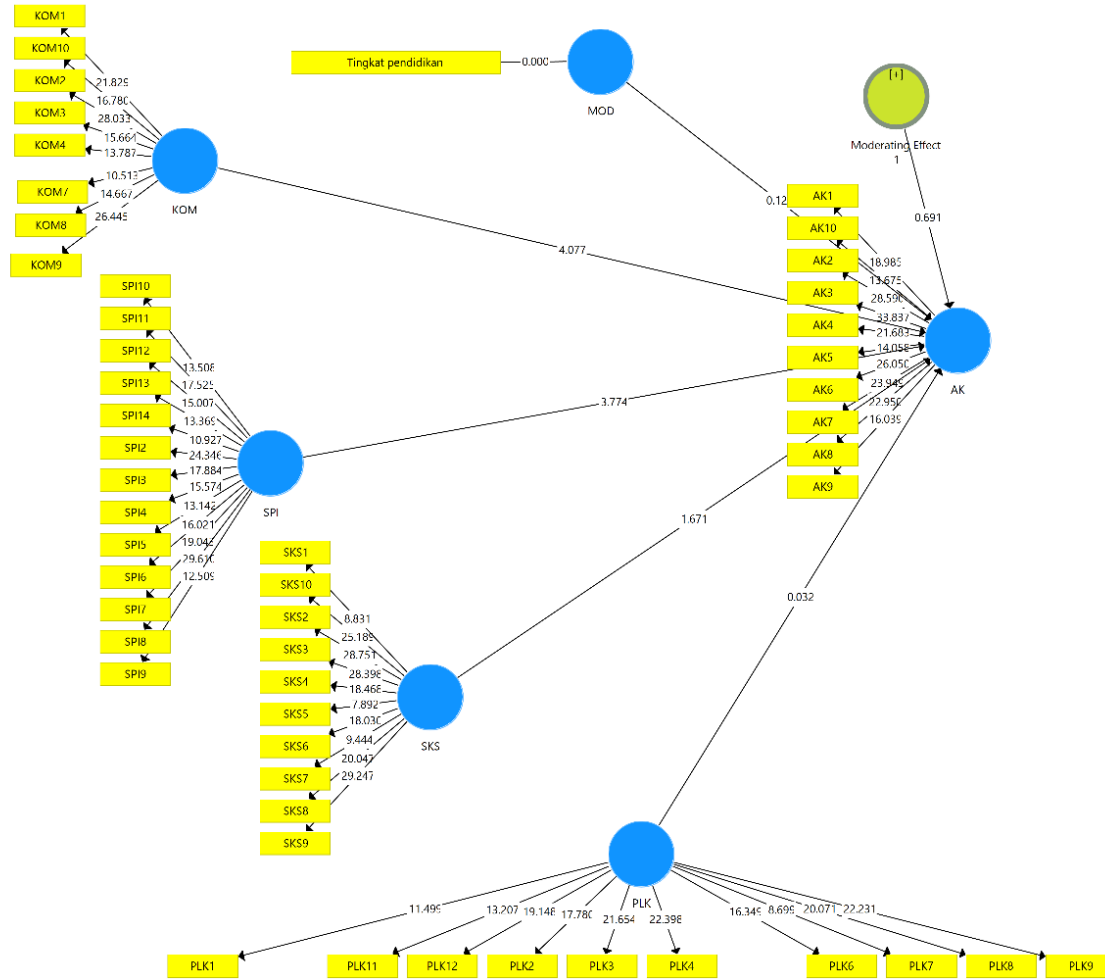 KOM1
KOM10
KOM2
KOM3
KOM4
KOM7
KOM8
KOM9
21.829
16.780
28.033
15.664
13.787
10.513
14.667
26.445
KOM
Tingkat pendidikan
0.000
MOD
[+]
Moderating Effect
1
0.12
0.691
4.077
AK1
AK10
AK2
AK3
AK4
AK5
AK6
AK7
AK8
AK9
18.985
13.675
28.590
33.837
21.683
14.058
26.050
23.949
22.950
16.039
AK
SPI10
SPI11
SPI12
SPI13
SPI14
SPI2
SPI3
SPI4
SPI5
SPI6
SPI7
SPI8
SPI9
13.508
17.525
15.007
13.369
10.927
24.346
17.884
15.574
13.142
16.021
19.043
29.610
12.509
SPI
3.774
SKS1
SKS10
SKS2
SKS3
SKS4
SKS5
SKS6
SKS7
SKS8
SKS9
8.831
25.189
28.751
28.398
18.468
7.892
18.030
9.444
20.047
29.247
SKS
1.671
0.032
PLK
11.499
13.207
19.148
17.780
21.654
22.398
16.349
8.699
20.071
22.231
PLK1
PLK11
PLK12
PLK2
PLK3
PLK4
PLK6
PLK7
PLK8
PLK9